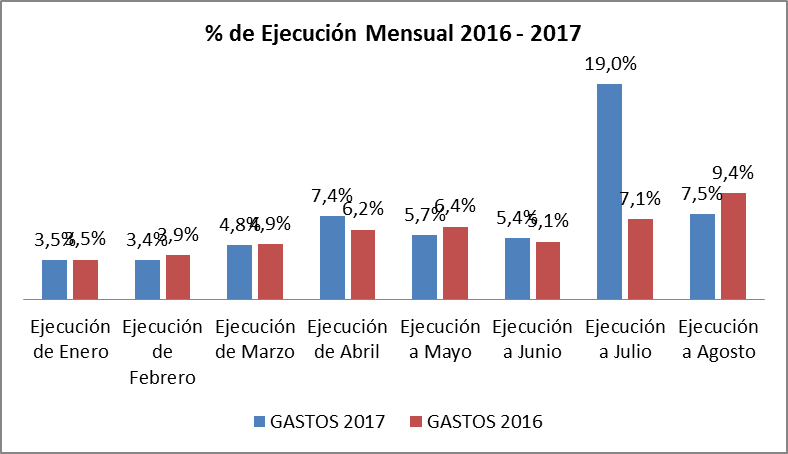 % de Ejecución Mensual 2016 - 2017
19,0%
9,4%
7,4%
7,5%
7,1%
6,2%
6,4%
5,7%
5,4%
5,1%
4,8%
4,9%
3,5%
3,5%
3,4%
3,9%
Ejecución
de Enero
Ejecución
de
Febrero
Ejecución
de Marzo
Ejecución
de Abril
Ejecución
a Mayo
Ejecución
a Junio
Ejecución
a Julio
Ejecución
a Agosto
GASTOS 2017
GASTOS 2016